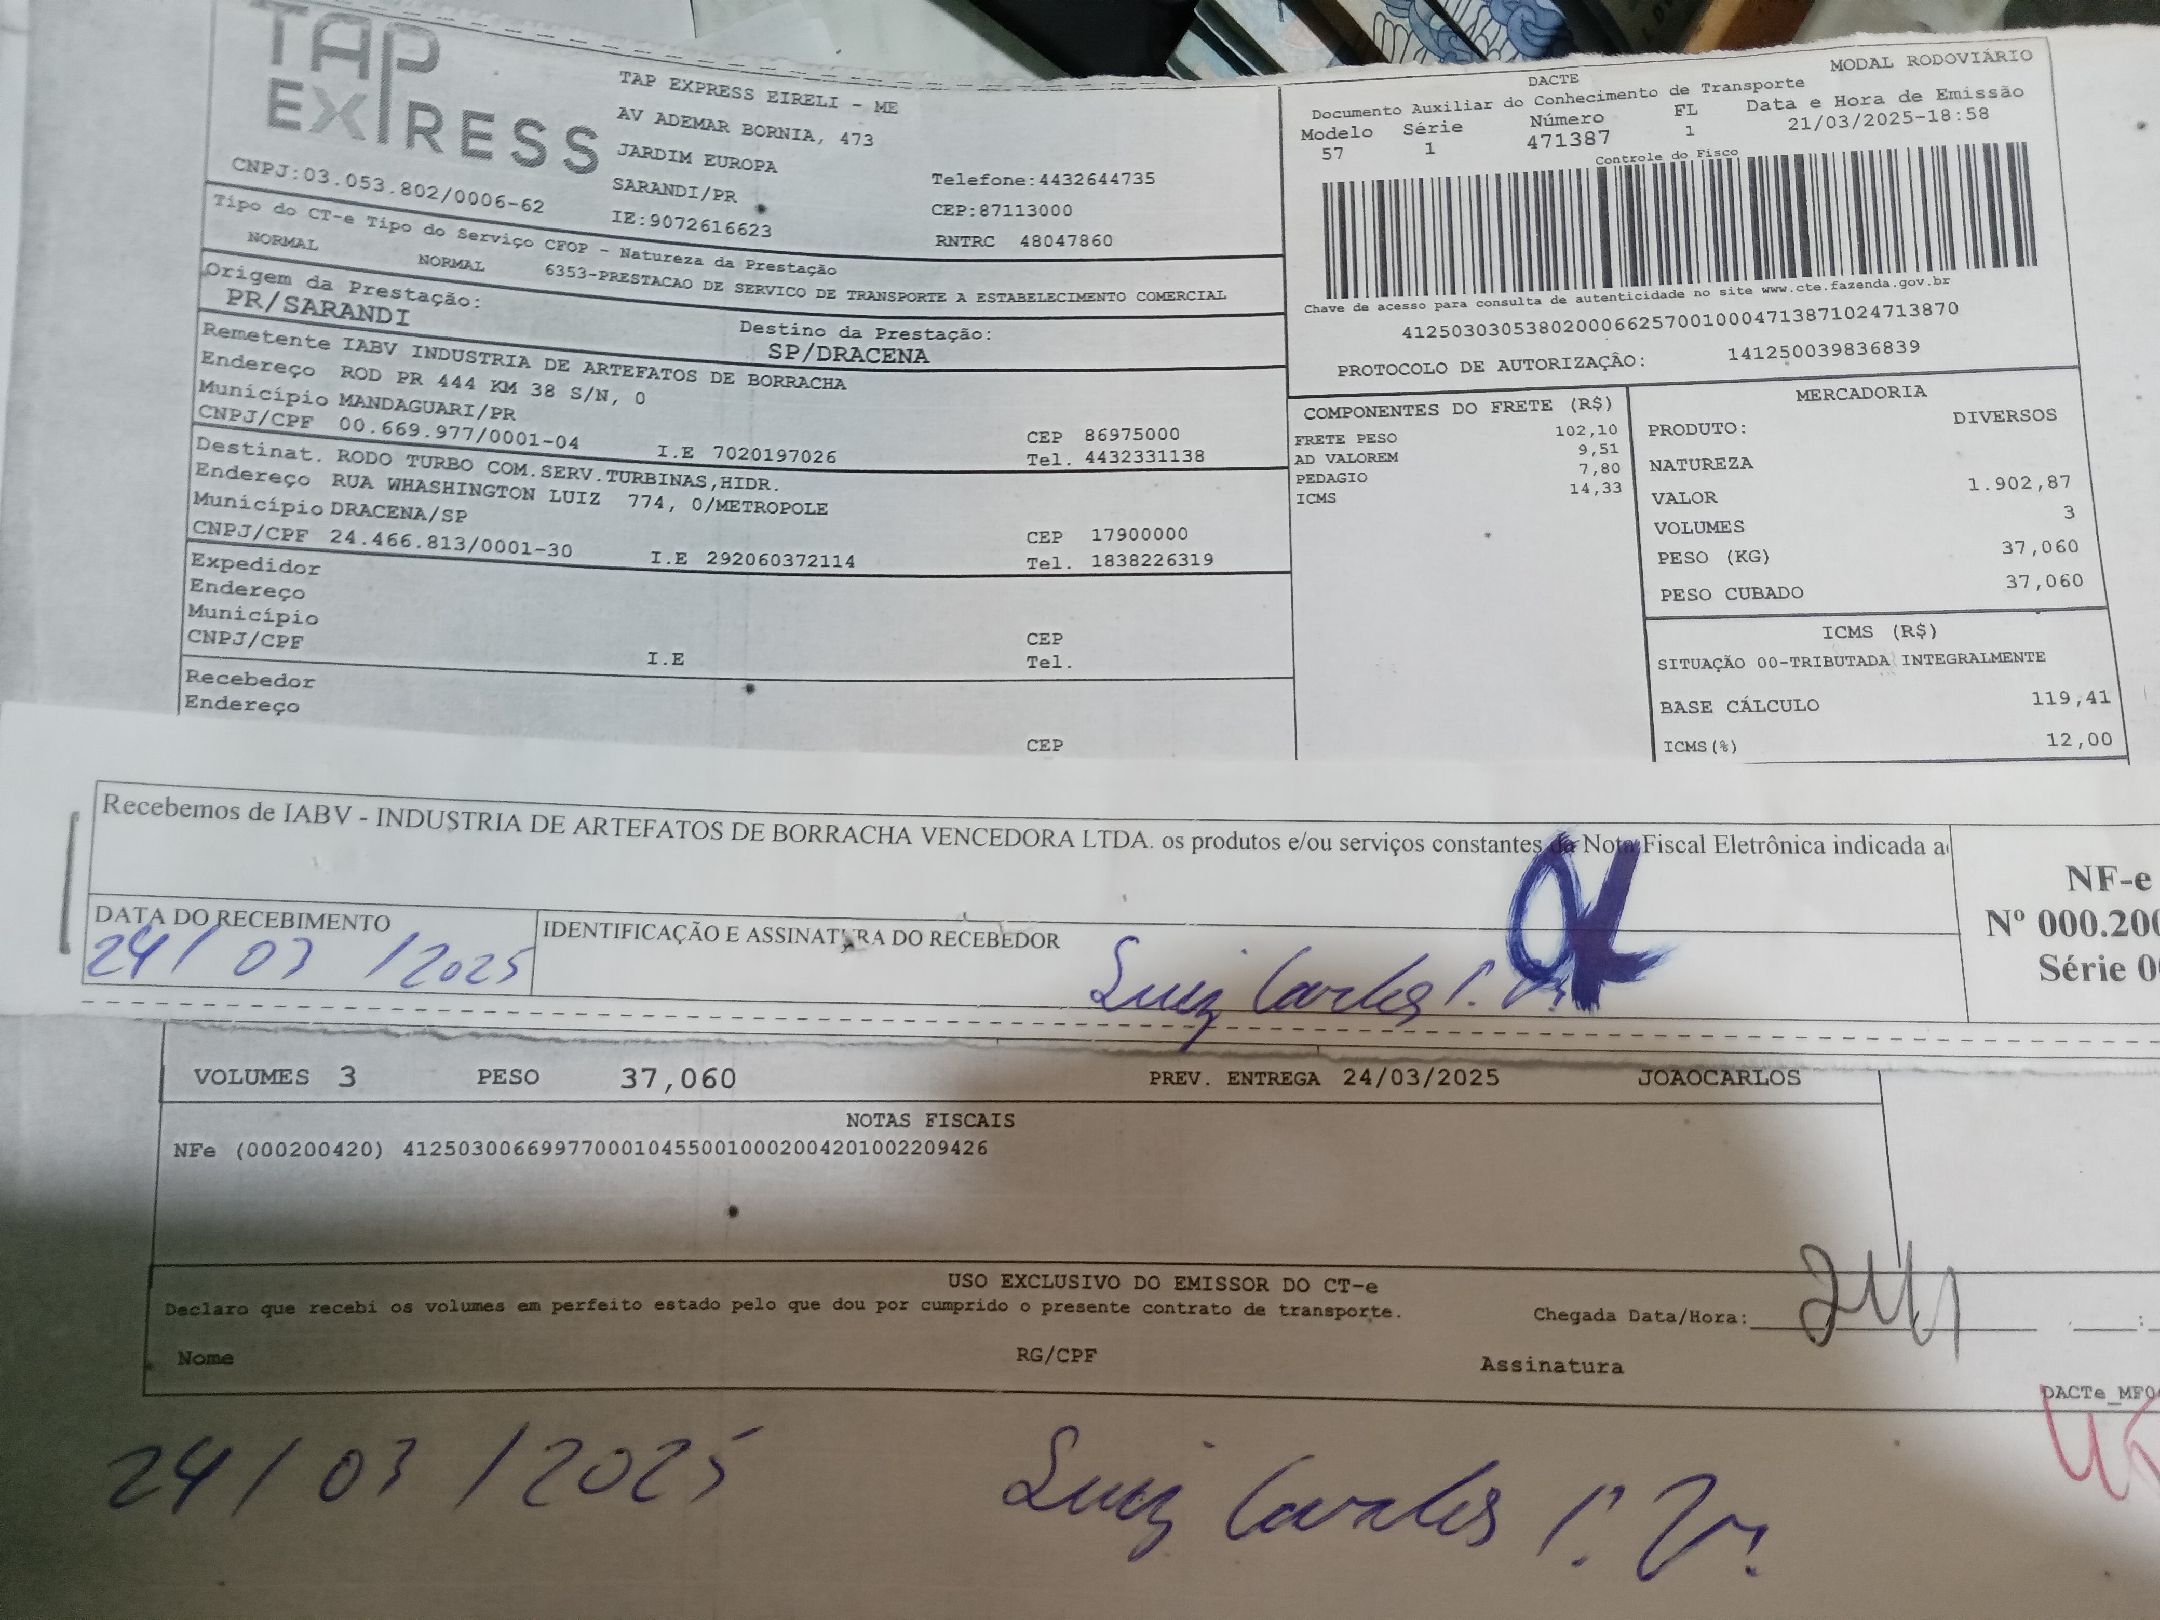 TAP
EXPRESS
TAP EXPRESS EIRELI - ME
AV ADEMAR BORNIA, 473
JARDIM EUROPA
SARANDI/PR
IE:9072616623
Telefone:4432644735
CEP:87113000
RNTRC 48047860
CNPJ:03.053.802/0006-62
Tipo do CT-e Tipo do Serviço CFOP - Natureza da Prestação
NORMAL NORMAL 6353-PRESTACAO DE SERVICO DE TRANSPORTE A ESTABELECIMENTO COMERCIAL
Origem da Prestação:
PR/SARANDI
Destino da Prestação:
SP/DRACENA
Remetente IABV INDUSTRIA DE ARTEFATOS DE BORRACHA
Endereço ROD PR 444 KM 38 S/N, 0
Município MANDAGUARI/PR CEP 86975000
CNPJ/CPF 00.669.977/0001-04 I.E 7020197026 Tel. 4432331138
Destinat. RODO TURBO COM.SERV.TURBINAS,HIDR.
Endereço RUA WHASHINGTON LUIZ 774, 0/METROPOLE
Município DRACENA/SP CEP 17900000
CNPJ/CPF 24.466.813/0001-30 I.E 292060372114 Tel. 1838226319
Expedidor
Endereço
Município CEP
CNPJ/CPF I.E Tel.
Recebedor
Endereço
CEP
MODAL RODOVIÁRIO
DACTE
Documento Auxiliar do Conhecimento de Transporte
Modelo Série Número FL Data e Hora de Emissão
57 1 471387 1 21/03/2025-18:58
Controle do Fisco
Chave de acesso para consulta de autenticidade no site www.cte.fazenda.gov.br
41250303053802000662570010004713871024713870
PROTOCOLO DE AUTORIZAÇÃO: 141250039836839
COMPONENTES DO FRETE (R$)
FRETE PESO 102,10
AD VALOREM 9,51
PEDAGIO 7,80
ICMS 14,33
MERCADORIA
PRODUTO: DIVERSOS
NATUREZA
VALOR 1.902,87
VOLUMES 3
PESO (KG) 37,060
PESO CUBADO 37,060
ICMS (R$)
SITUAÇÃO 00-TRIBUTADA INTEGRALMENTE
BASE CÁLCULO 119,41
ICMS(%) 12,00
Recebemos de IABV - INDUSTRIA DE ARTEFATOS DE BORRACHA VENCEDORA LTDA. os produtos e/ou serviços constantes da Nota Fiscal Eletrônica indicada a
OK
DATA DO RECEBIMENTO
24/03/2025
IDENTIFICAÇÃO E ASSINATURA DO RECEBEDOR
Luiz Carlos P.
NF-e
Nº 000.200
Série 0
VOLUMES 3 PESO 37,060 PREV. ENTREGA 24/03/2025 JOAOCARLOS
NOTAS FISCAIS
NFe (000200420) 41250300669977000104550010002004201002209426
USO EXCLUSIVO DO EMISSOR DO CT-e
Declaro que recebi os volumes em perfeito estado pelo que dou por cumprido o presente contrato de transporte.
Chegada Data/Hora: :
Nome RG/CPF Assinatura
DACTe_MF0
24/03/2025 Luiz Carlos P. V.